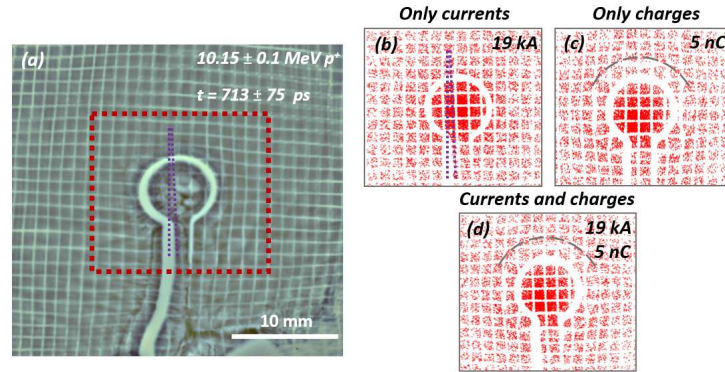 (a)
10.15 ± 0.1 MeV p⁺
t = 713 ± 75 ps
10 mm
Only currents
(b)
19 kA
Only charges
(c)
5 nC
Currents and charges
(d)
19 kA
5 nC